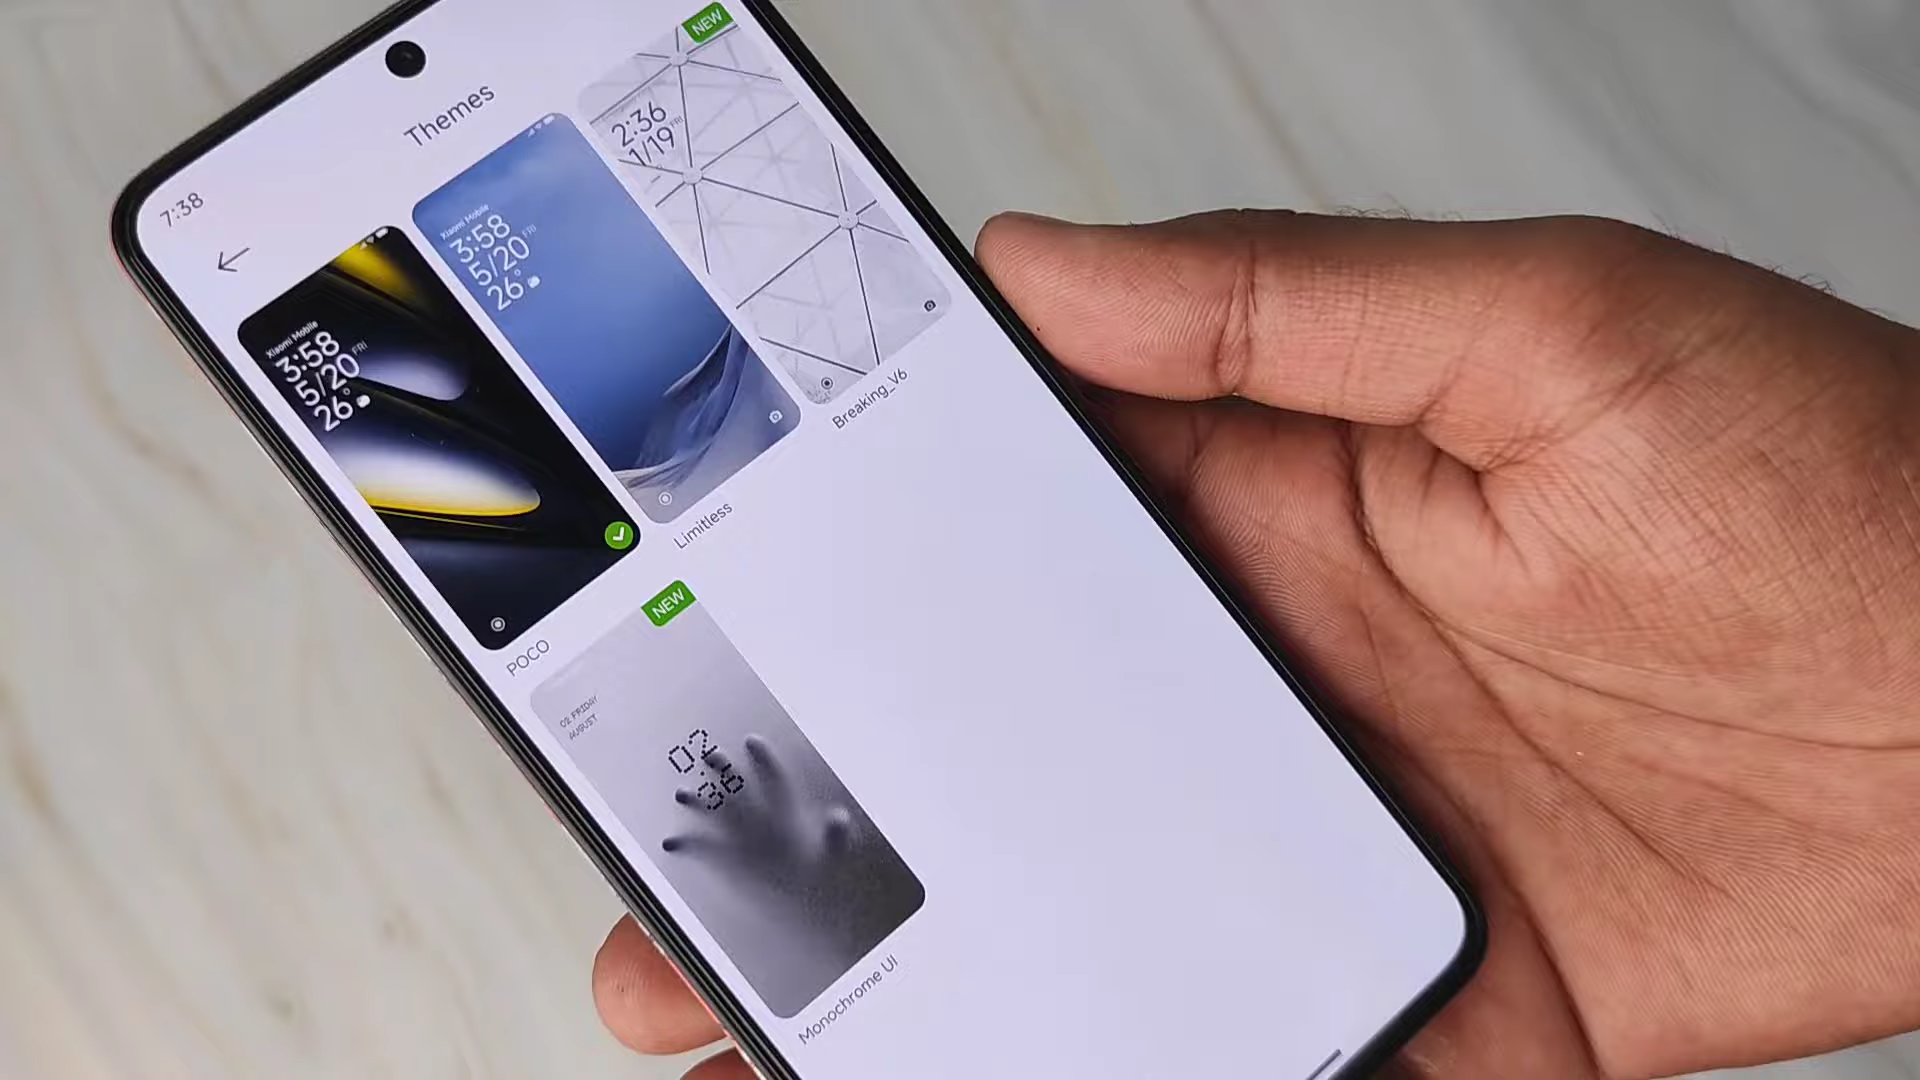 7:38
Themes
Xiaomi Mobile
3:58
5/20 FRI
26°
POCO
Xiaomi Mobile
3:58
5/20 FRI
26°
Limitless
NEW
2:36
1/19 FRI
Breaking_V6
NEW
02 FRIDAY
AUGUST
02
36
Monochrome UI